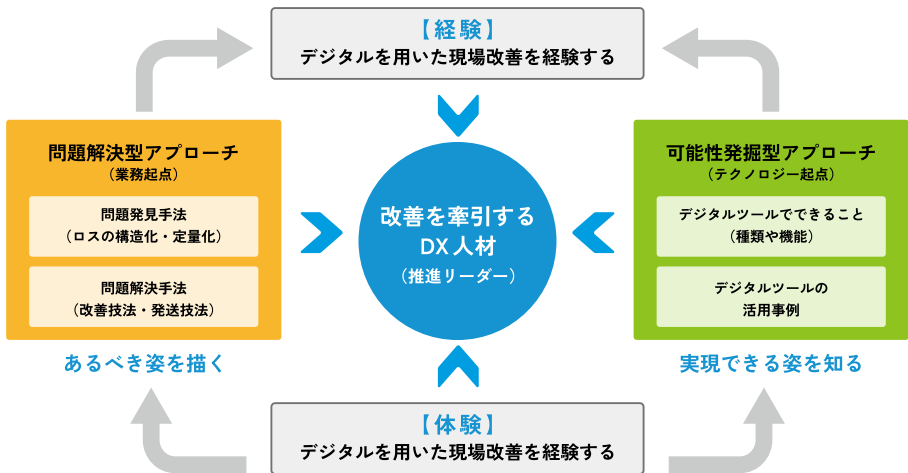 【経験】
デジタルを用いた現場改善を経験する
問題解決型アプローチ
（業務起点）
問題発見手法
（ロスの構造化・定量化）
問題解決手法
（改善技法・発送技法）
あるべき姿を描く
改善を牽引する
DX人材
（推進リーダー）
可能性発掘型アプローチ
（テクノロジー起点）
デジタルツールでできること
（種類や機能）
デジタルツールの
活用事例
実現できる姿を知る
【体験】
デジタルを用いた現場改善を経験する